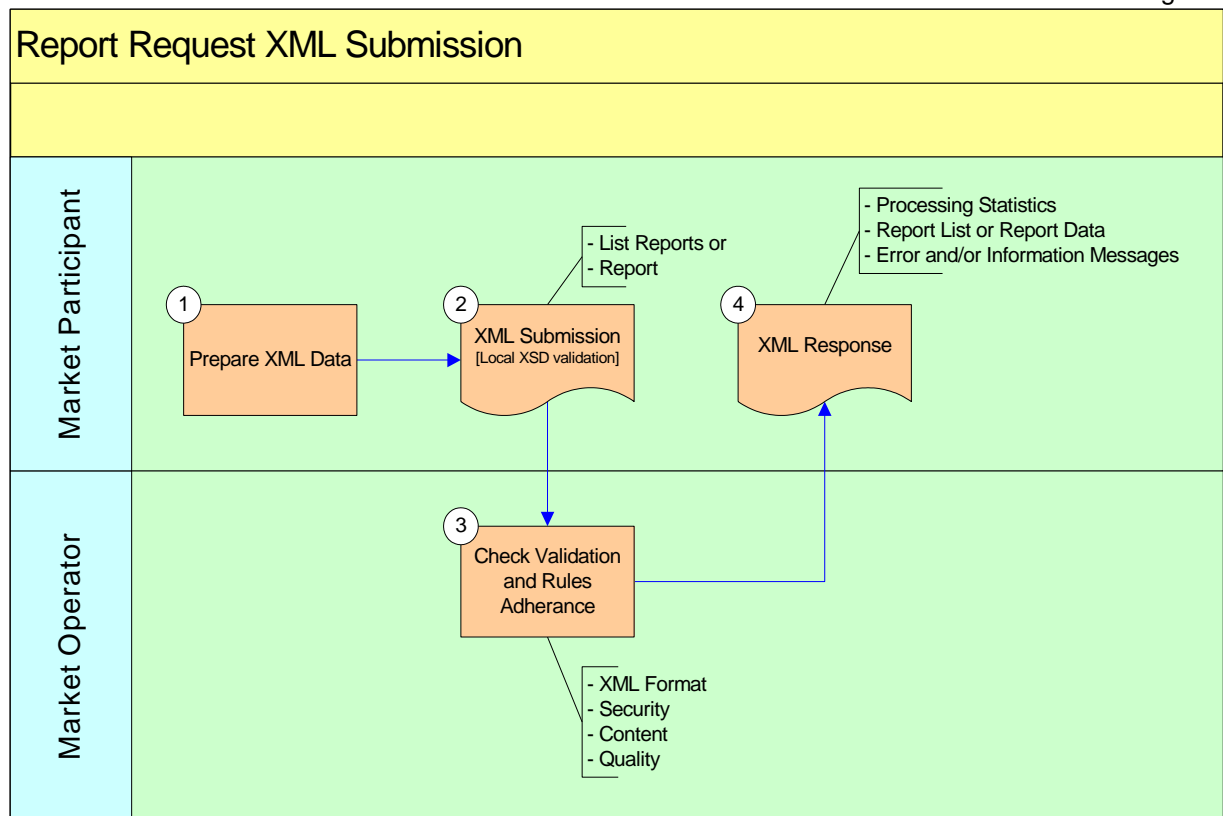 Report Request XML Submission
Market Participant
- Processing Statistics
- Report List or Report Data
- Error and/or Information Messages
- List Reports or
- Report
1
Prepare XML Data
2
XML Submission
[Local XSD validation]
4
XML Response
Market Operator
3
Check Validation
and Rules
Adherance
- XML Format
- Security
- Content
- Quality